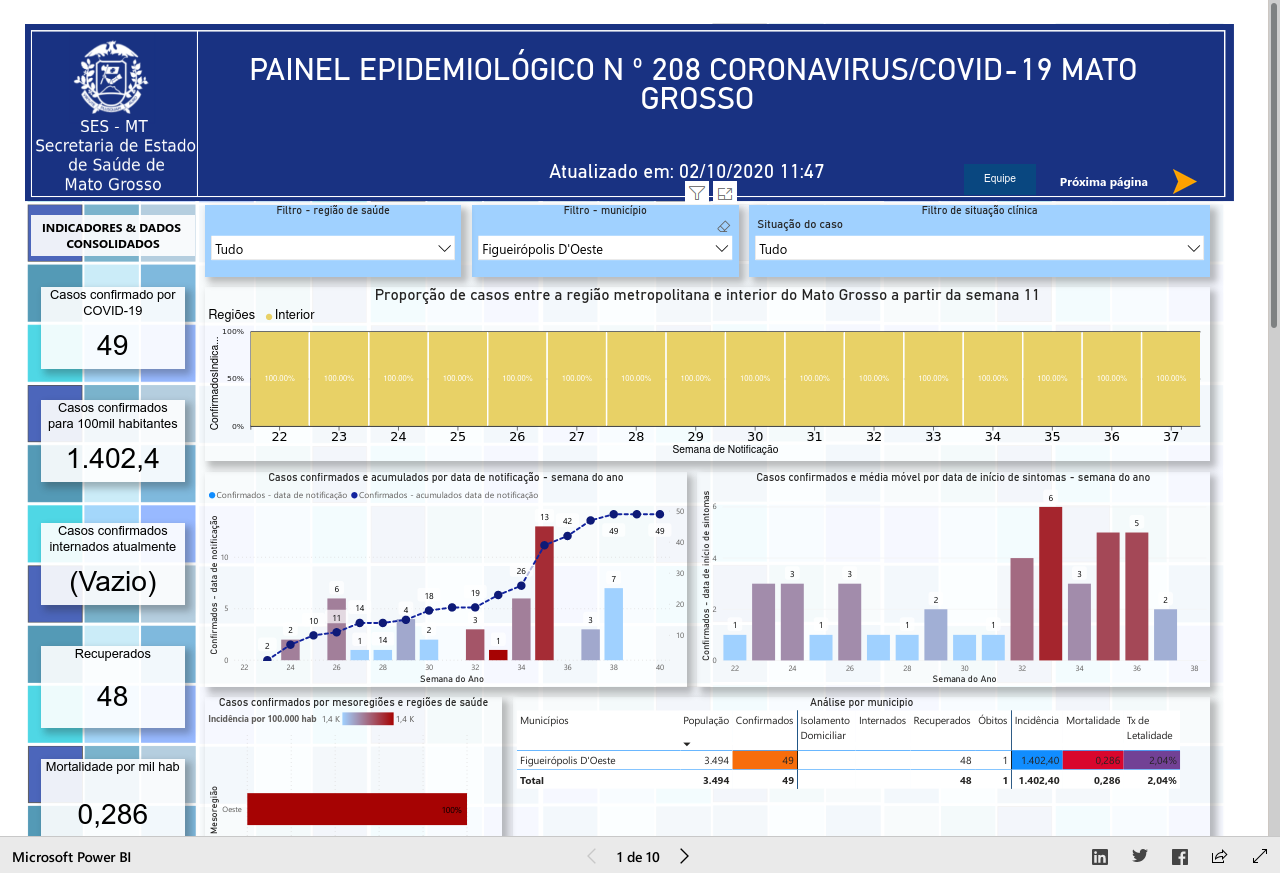 PAINEL EPIDEMIOLÓGICO N º 208 CORONAVIRUS/COVID-19 MATO
GROSSO
SES - MT
Secretaria de Estado
de Saúde de
Mato Grosso
Atualizado em: 02/10/2020 11:47
Equipe
Próxima página
INDICADORES & DADOS
CONSOLIDADOS
Filtro - região de saúde
Tudo
Filtro - município
Figueirópolis D'Oeste
Filtro de situação clínica
Situação do caso
Tudo
Casos confirmado por
COVID-19
49
Casos confirmados
para 100mil habitantes
1.402,4
Casos confirmados
internados atualmente
(Vazio)
Recuperados
48
Mortalidade por mil hab
0,286
Proporção de casos entre a região metropolitana e interior do Mato Grosso a partir da semana 11
Regiões Interior
ConfirmadosIndica...
100%
50%
0%
100.00% 100.00% 100.00% 100.00% 100.00% 100.00% 100.00% 100.00% 100.00% 100.00% 100.00% 100.00% 100.00% 100.00% 100.00% 100.00%
22 23 24 25 26 27 28 29 30 31 32 33 34 35 36 37
Semana de Notificação
Casos confirmados e acumulados por data de notificação - semana do ano
Confirmados - data de notificação Confirmados - acumulados data de notificação
Confirmados - data de notificação
10
5
0
50
40
30
20
10
2 2 10 6 11 14 1 14 4 18 2 19 3 1 26 13 42 3 49 7 49
22 24 26 28 30 32 34 36 38 40
Semana do Ano
Casos confirmados e média móvel por data de início de sintomas - semana do ano
Confirmados - data de início de sintomas
6
4
2
0
1 3 1 3 1 2 1 6 3 5 2
22 24 26 28 30 32 34 36 38
Semana do Ano
Casos confirmados por mesoregiões e regiões de saúde
Incidência por 100.000 hab 1,4 K 1,4 K
Mesoregião
Oeste
100%
Análise por municipio
Municípios População Confirmados Isolamento Domiciliar Internados Recuperados Óbitos Incidência Mortalidade Tx de Letalidade
Figueirópolis D'Oeste 3.494 49 48 1 1.402,40 0,286 2,04%
Total 3.494 49 48 1 1.402,40 0,286 2,04%
Microsoft Power BI
1 de 10